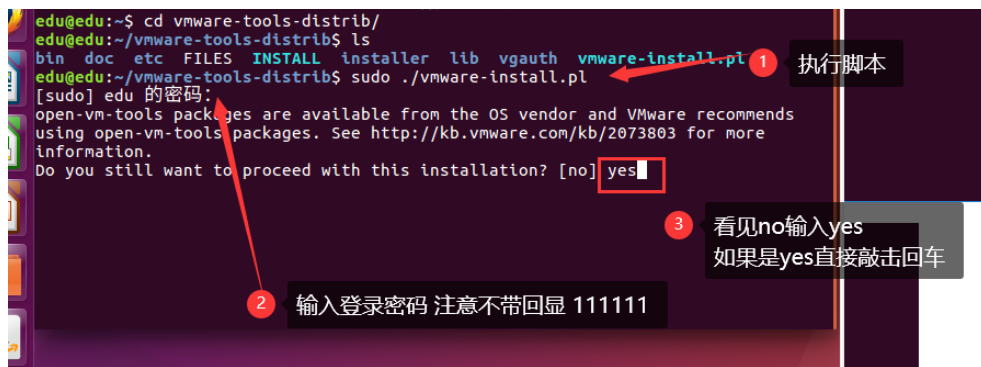 edu@edu:~$ cd vmware-tools-distrib/
edu@edu:~/vmware-tools-distrib$ ls
bin doc etc FILES INSTALL installer lib vgauth vmware-install.pl
edu@edu:~/vmware-tools-distrib$ sudo ./vmware-install.pl
1 执行脚本
[sudo] edu 的密码:
open-vm-tools packages are available from the OS vendor and VMware recommends
using open-vm-tools packages. See http://kb.vmware.com/kb/2073803 for more
information.
Do you still want to proceed with this installation? [no] yes
3 看见no输入yes
如果是yes直接敲击回车
2 输入登录密码 注意不带回显 111111